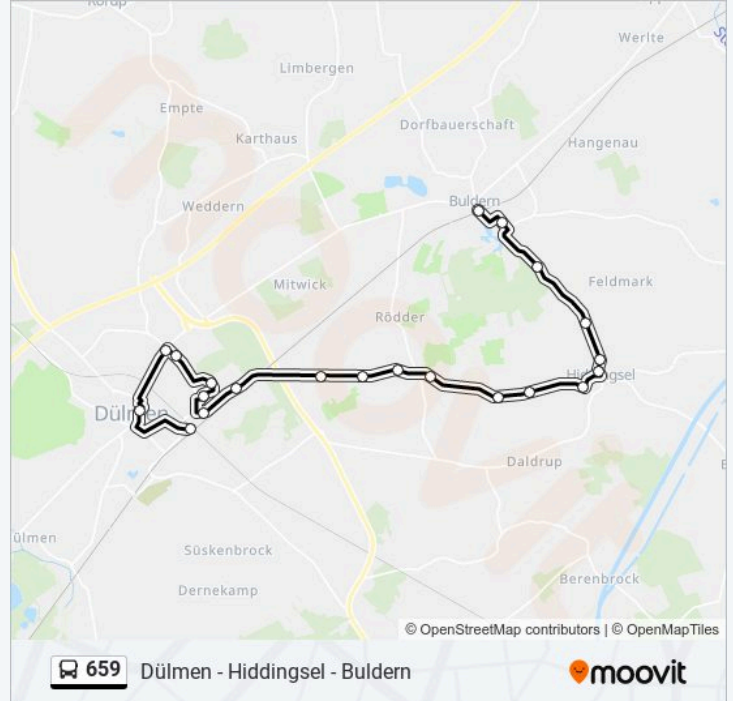 Werlte
Limbergen
Empte
Dorfbauerschaft
Karthaus
Hangenau
Buldern
Weddern
Feldmark
Mitwick
Rödder
Hiddingsel
Dülmen
Daldrup
ülmen
Süskenbrock
Berenbrock
Dernekamp
moovit
© OpenStreetMap contributors | © OpenMapTiles
659 Dülmen - Hiddingsel - Buldern
moovit